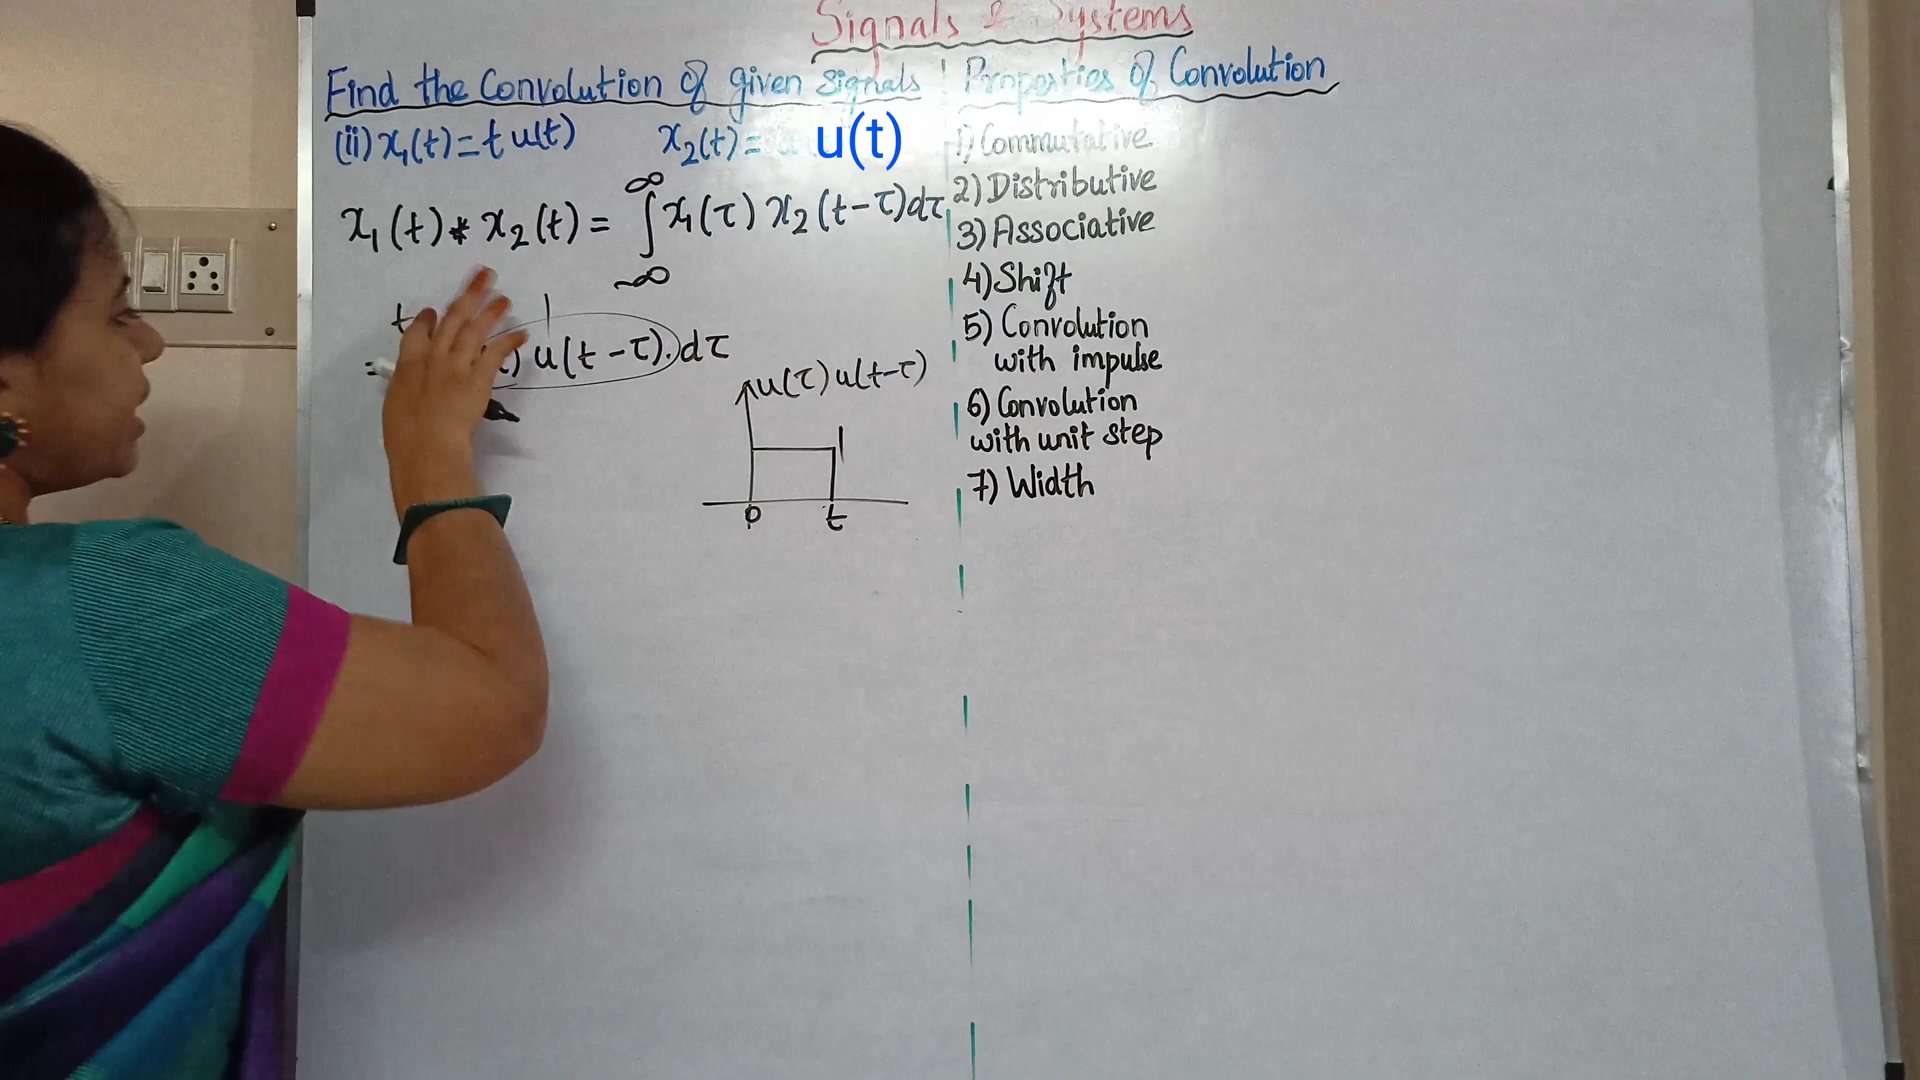 Signals & Systems
Find the Convolution of given Signals
(ii) x₁(t) = t u(t)    x₂(t) = u(t)
x₁(t) * x₂(t) = ∫ x₁(τ) x₂(t-τ)dτ
∞
-∞
t
1
= ) u(t-τ).dτ
u(τ) u(t-τ)
1
0 t
Properties of Convolution
1) Commutative
2) Distributive
3) Associative
4) Shift
5) Convolution
with impulse
6) Convolution
with unit step
7) Width